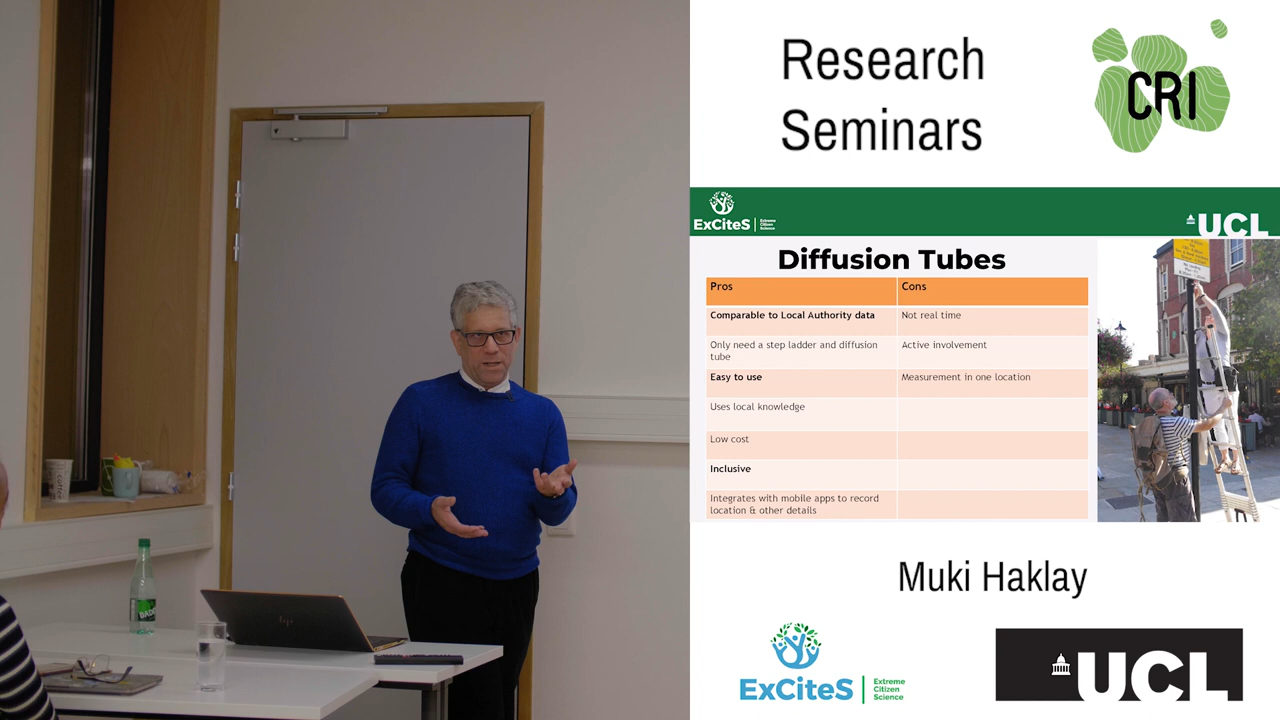 Research
Seminars
CRI
ExCiteS
Extreme
Citizen
Science
UCL
Diffusion Tubes
Pros
Cons
Comparable to Local Authority data
Not real time
Only need a step ladder and diffusion
tube
Active involvement
Easy to use
Measurement in one location
Uses local knowledge
Low cost
Inclusive
Integrates with mobile apps to record
location & other details
Muki Haklay
ExCiteS
Extreme
Citizen
Science
UCL
hp